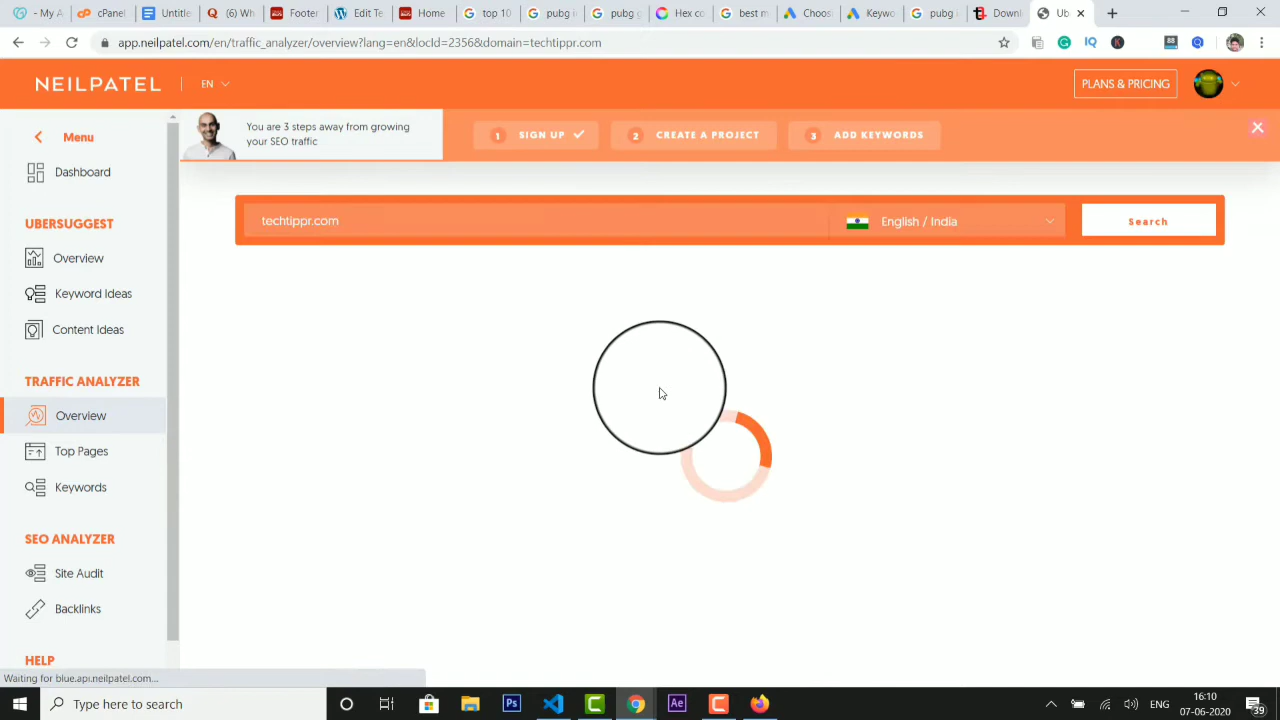 - My A
cPanel
Untitle
(6) Wh
Footer
Edit Te
Home
top 10
pubg i
pubg g
Hex co
best m
Choos
Keywo
pubg
Downl
Ub
app.neilpatel.com/en/traffic_analyzer/overview?lang=en&locId=2356&domain=techtippr.com
IQ
88
NEILPATEL
EN
PLANS & PRICING
Menu
You are 3 steps away from growing
your SEO traffic
1 SIGN UP
2 CREATE A PROJECT
3 ADD KEYWORDS
Dashboard
techtippr.com
English / India
Search
UBERSUGGEST
Overview
Keyword Ideas
Content Ideas
TRAFFIC ANALYZER
Overview
Top Pages
Keywords
SEO ANALYZER
Site Audit
Backlinks
HELP
Waiting for blue.api.neilpatel.com...
Type here to search
Ps
Ae
ENG
16:10
07-06-2020
39